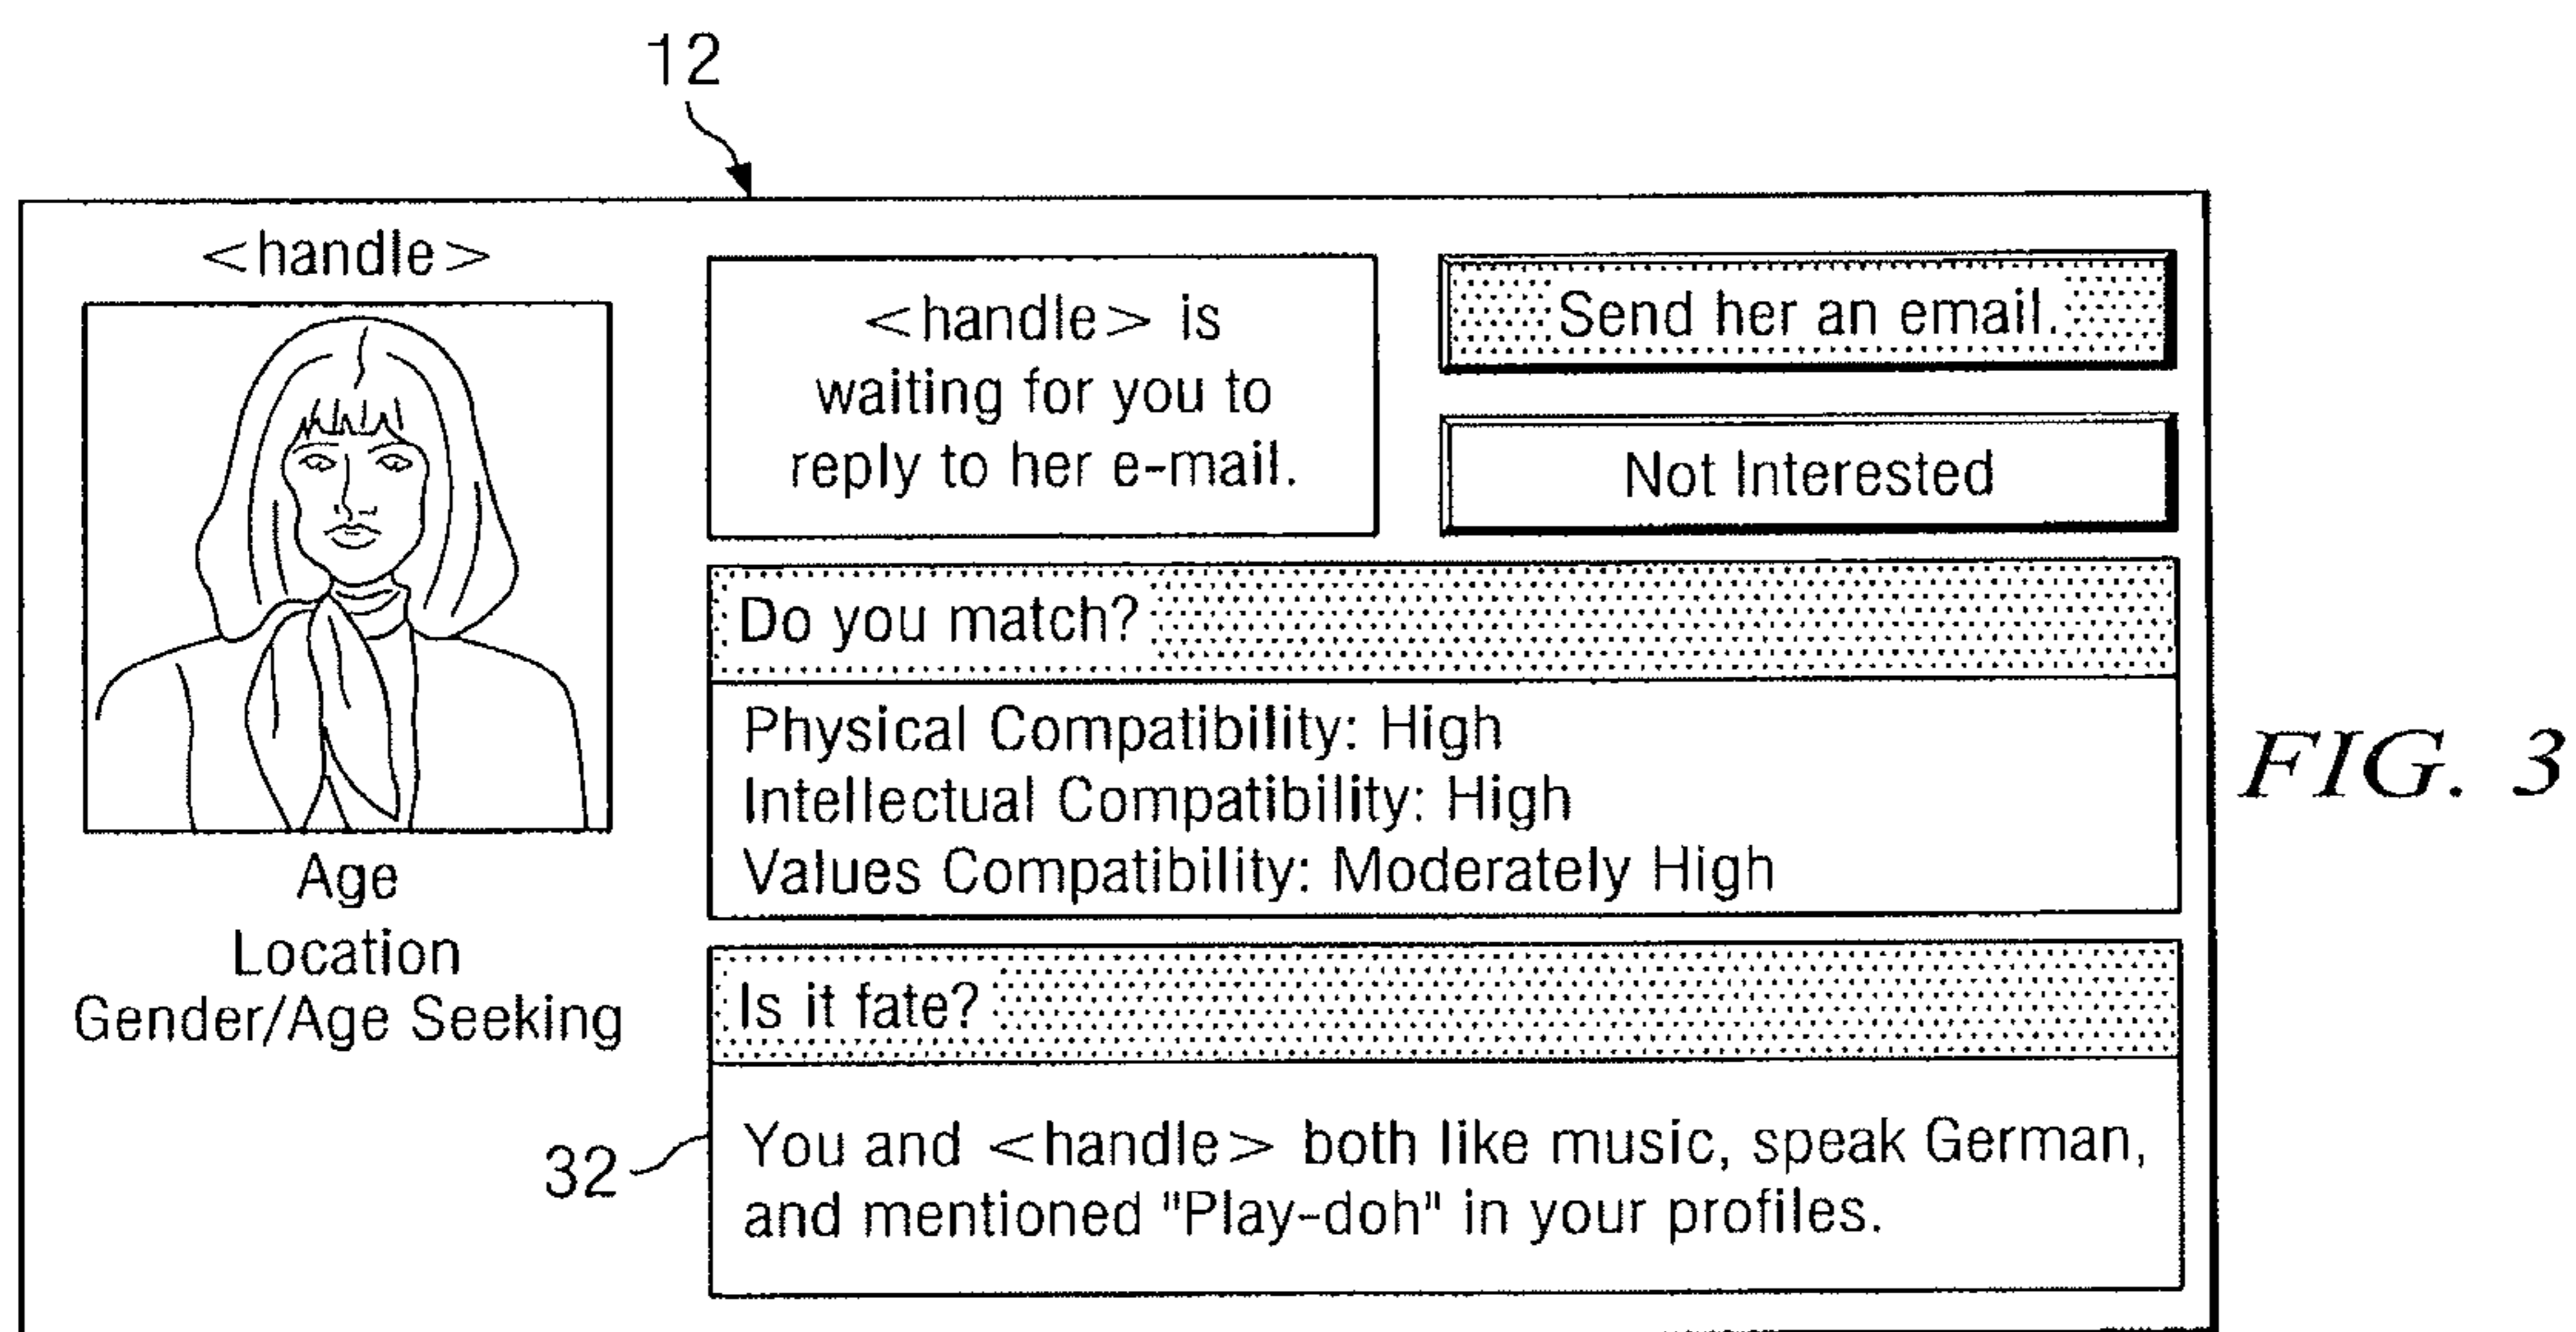 12
<handle>
<handle> is
waiting for you to
reply to her e-mail.
Send her an email.
Not Interested
Do you match?
Physical Compatibility: High
Intellectual Compatibility: High
Values Compatibility: Moderately High
Age
Location
Gender/Age Seeking
Is it fate?
32
You and <handle> both like music, speak German,
and mentioned "Play-doh" in your profiles.
FIG. 3